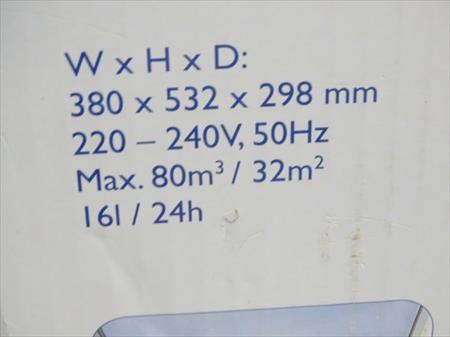 W x H x D:
380 x 532 x 298 mm
220 – 240V, 50Hz
Max. 80m³ / 32m²
16l / 24h